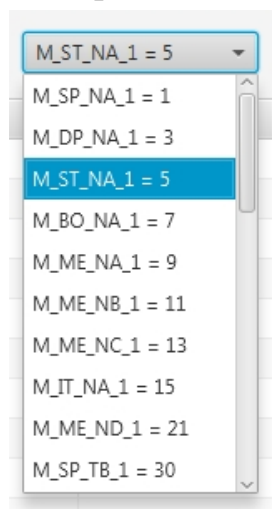 M_ST_NA_1 = 5
M_SP_NA_1 = 1
M_DP_NA_1 = 3
M_ST_NA_1 = 5
M_BO_NA_1 = 7
M_ME_NA_1 = 9
M_ME_NB_1 = 11
M_ME_NC_1 = 13
M_IT_NA_1 = 15
M_ME_ND_1 = 21
M_SP_TB_1 = 30